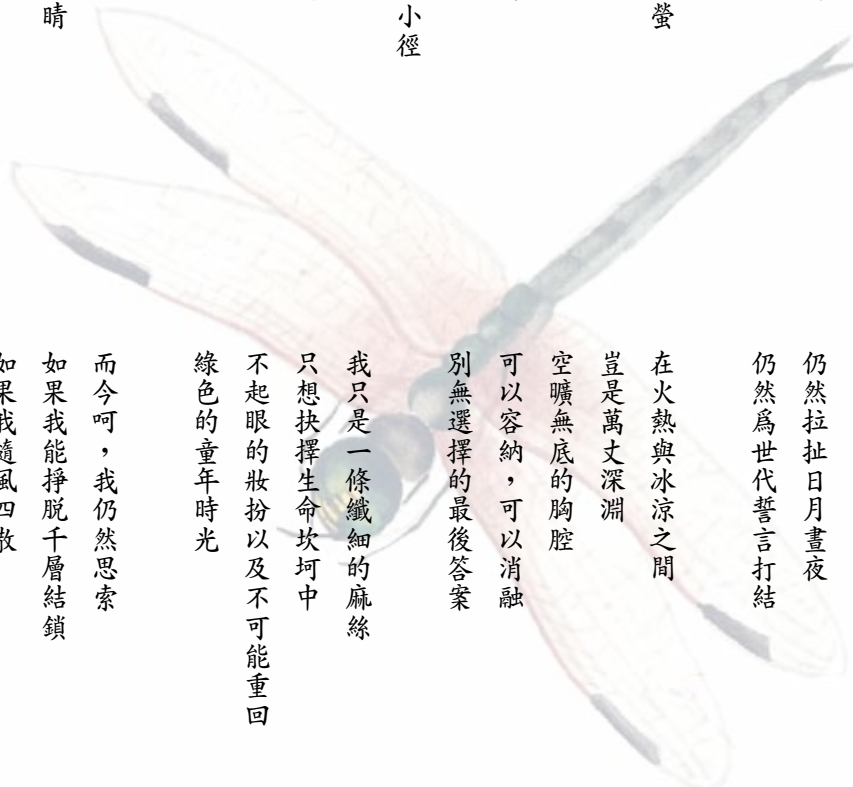 螢
小徑
晴
仍然拉扯日月晝夜
仍然爲世代誓言打結
在火熱與冰涼之間
豈是萬丈深淵
空曠無底的胸腔
可以容納，可以消融
別無選擇的最後答案
我只是一條纖細的麻絲
只想抉擇生命坎坷中
不起眼的妝扮以及不可能重回
綠色的童年時光
而今呵，我仍然思索
如果我能掙脫千層結鎖
如果我隨風四散